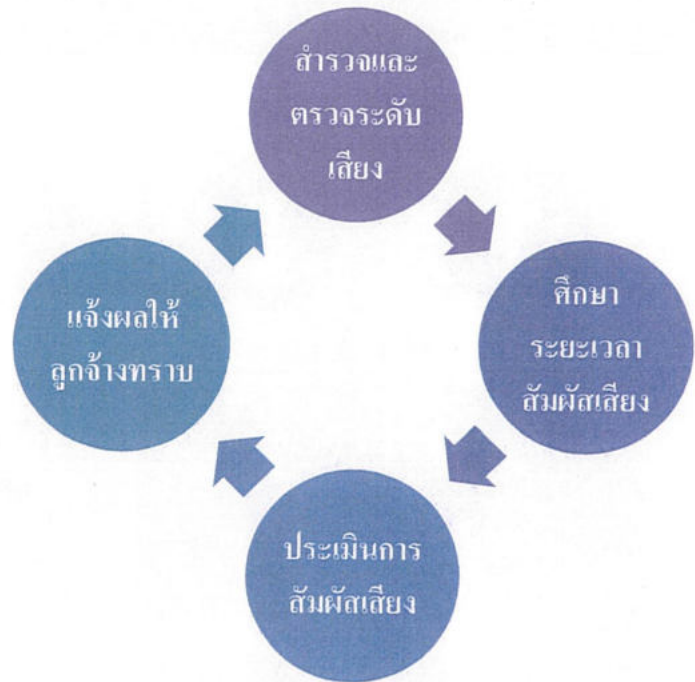 สำรวจและ
ตรวจระดับ
เสียง
ศึกษา
ระยะเวลา
สัมผัสเสียง
ประเมินการ
สัมผัสเสียง
แจ้งผลให้
ลูกจ้างทราบ